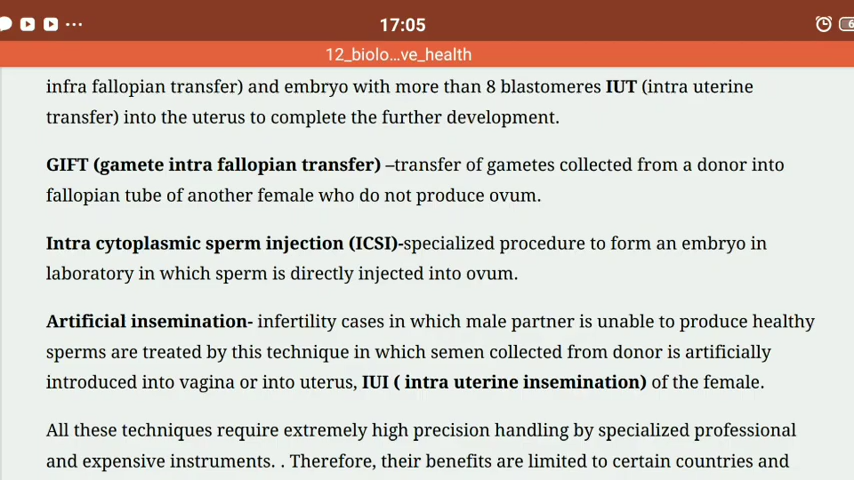 17:05
6
12_biolo...ve_health
infra fallopian transfer) and embryo with more than 8 blastomeres IUT (intra uterine
transfer) into the uterus to complete the further development.
GIFT (gamete intra fallopian transfer) –transfer of gametes collected from a donor into
fallopian tube of another female who do not produce ovum.
Intra cytoplasmic sperm injection (ICSI)-specialized procedure to form an embryo in
laboratory in which sperm is directly injected into ovum.
Artificial insemination- infertility cases in which male partner is unable to produce healthy
sperms are treated by this technique in which semen collected from donor is artificially
introduced into vagina or into uterus, IUI ( intra uterine insemination) of the female.
All these techniques require extremely high precision handling by specialized professional
and expensive instruments. . Therefore, their benefits are limited to certain countries and